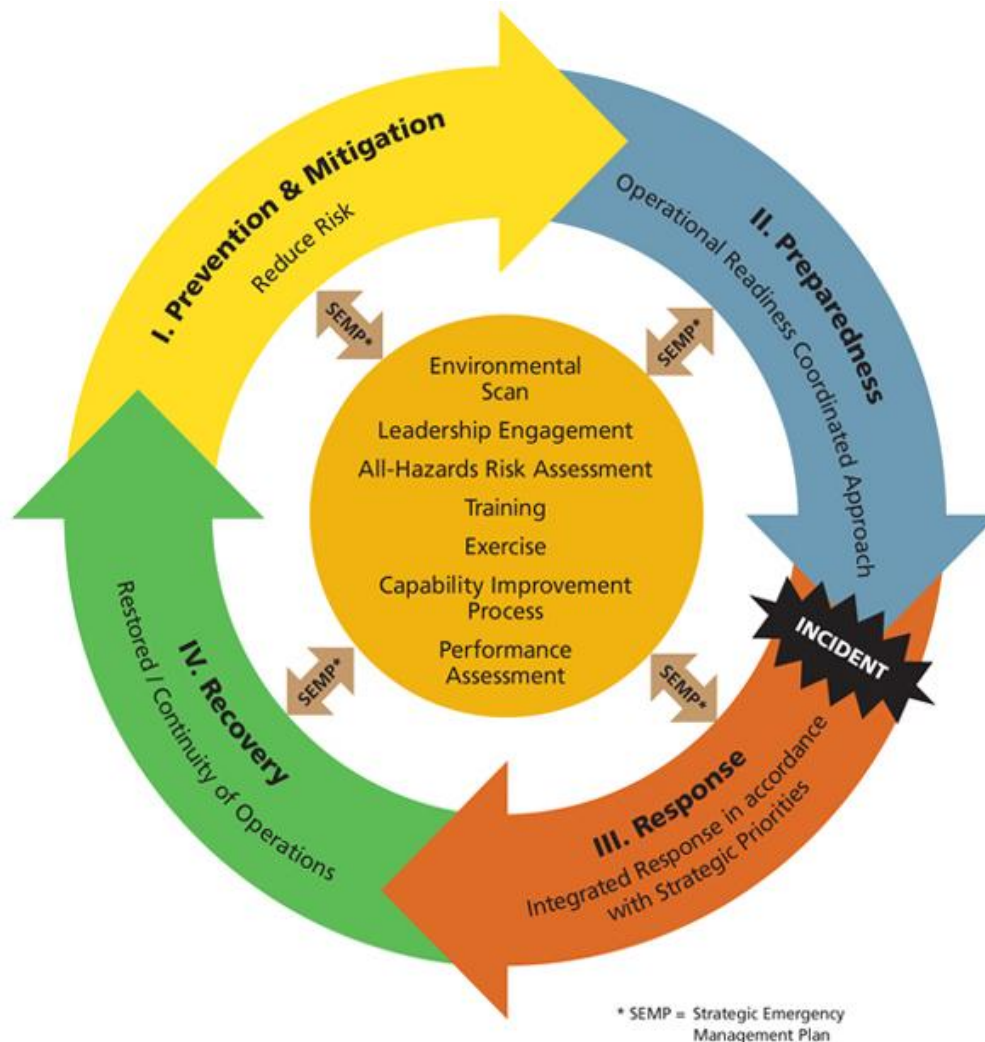 I. Prevention & Mitigation
Reduce Risk
II. Preparedness
Operational Readiness Coordinated Approach
SEMP*
SEMP*
Environmental
Scan
Leadership Engagement
All-Hazards Risk Assessment
Training
Exercise
Capability Improvement
Process
Performance
Assessment
INCIDENT
SEMP*
SEMP*
III. Response
Integrated Response in accordance
with Strategic Priorities
IV. Recovery
Restored / Continuity of Operations
* SEMP = Strategic Emergency
Management Plan